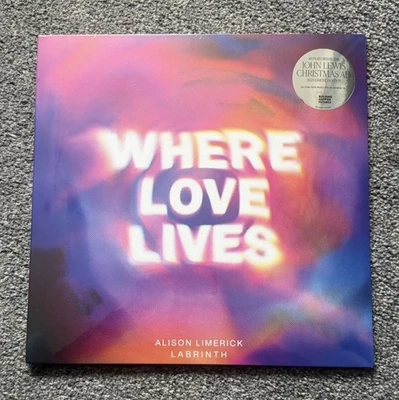 JOHN LEWIS
CHRISTMAS AD
WHERE
LOVE
LIVES
ALISON LIMERICK
LABRINTH